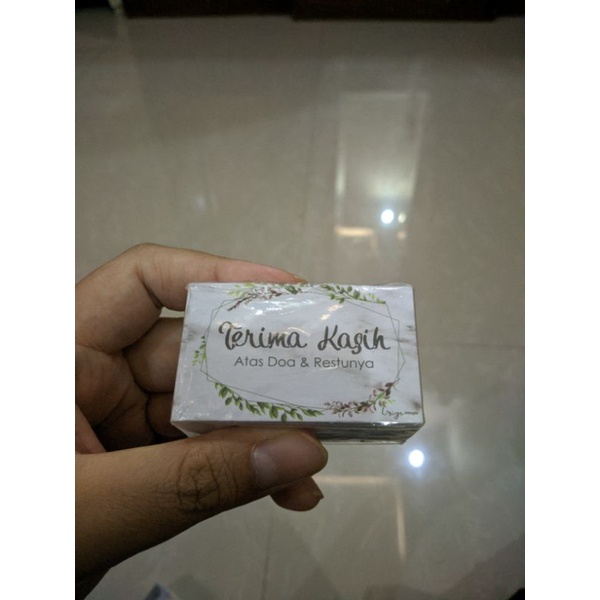 Terima Kasih
Atas Doa & Restunya